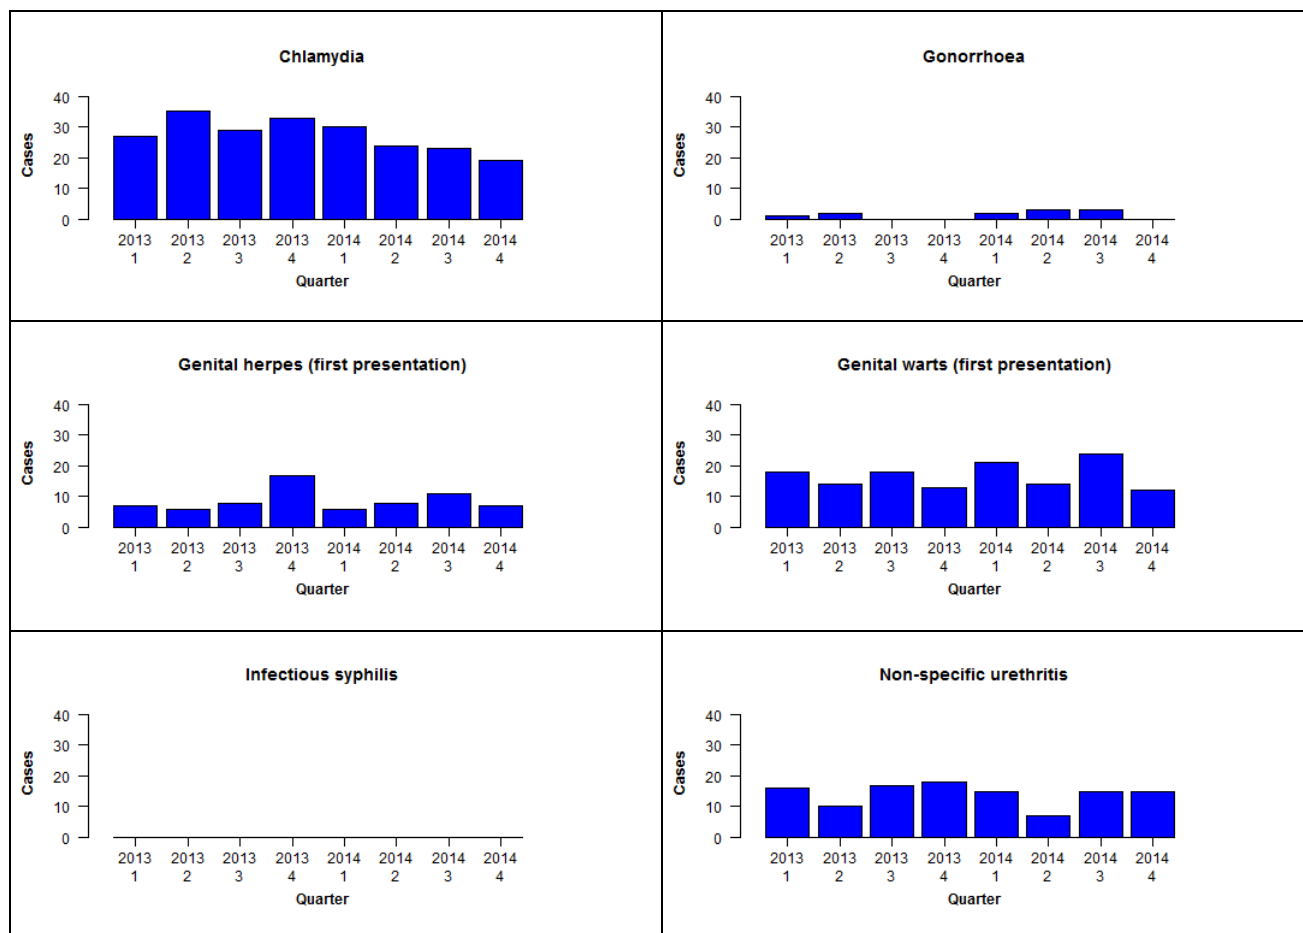 Chlamydia
40
30
20
10
0
Cases
2013 2013 2013 2013 2014 2014 2014 2014
1 2 3 4 1 2 3 4
Quarter
Gonorrhoea
40
30
20
10
0
Cases
2013 2013 2013 2013 2014 2014 2014 2014
1 2 3 4 1 2 3 4
Quarter
Genital herpes (first presentation)
40
30
20
10
0
Cases
2013 2013 2013 2013 2014 2014 2014 2014
1 2 3 4 1 2 3 4
Quarter
Genital warts (first presentation)
40
30
20
10
0
Cases
2013 2013 2013 2013 2014 2014 2014 2014
1 2 3 4 1 2 3 4
Quarter
Infectious syphilis
40
30
20
10
0
Cases
2013 2013 2013 2013 2014 2014 2014 2014
1 2 3 4 1 2 3 4
Quarter
Non-specific urethritis
40
30
20
10
0
Cases
2013 2013 2013 2013 2014 2014 2014 2014
1 2 3 4 1 2 3 4
Quarter